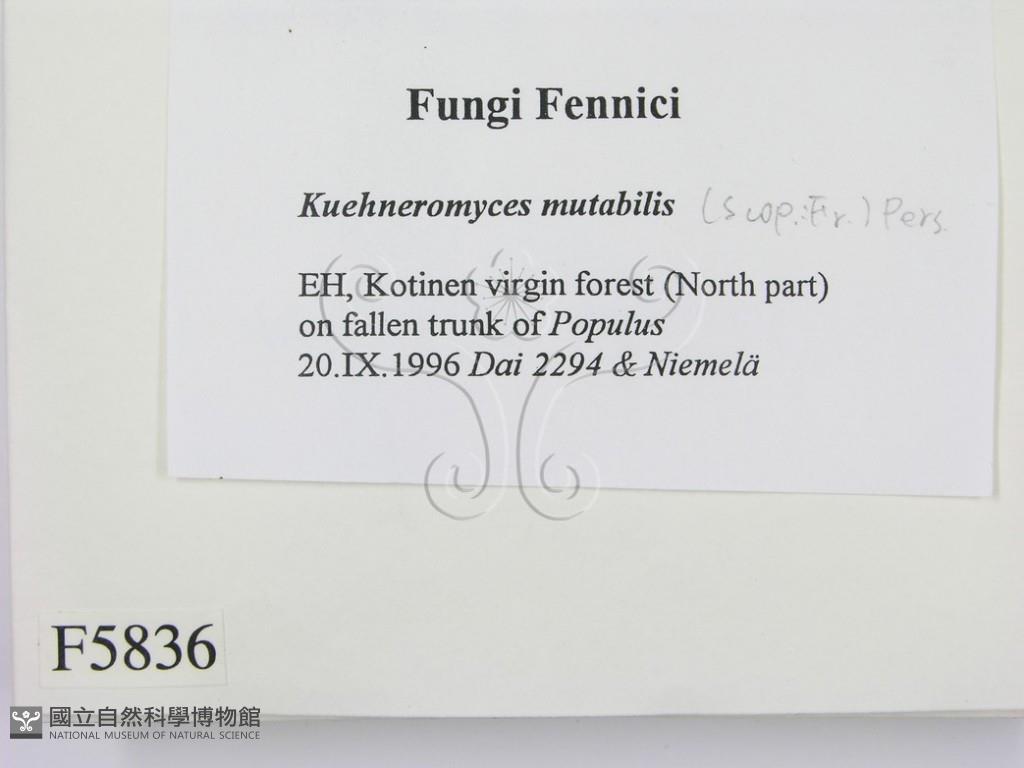 Fungi Fennici
Kuehneromyces mutabilis (Scop.:Fr.) Pers.
EH, Kotinen virgin forest (North part)
on fallen trunk of Populus
20.IX.1996 Dai 2294 & Niemelä
F5836
國立自然科學博物館
NATIONAL MUSEUM OF NATURAL SCIENCE